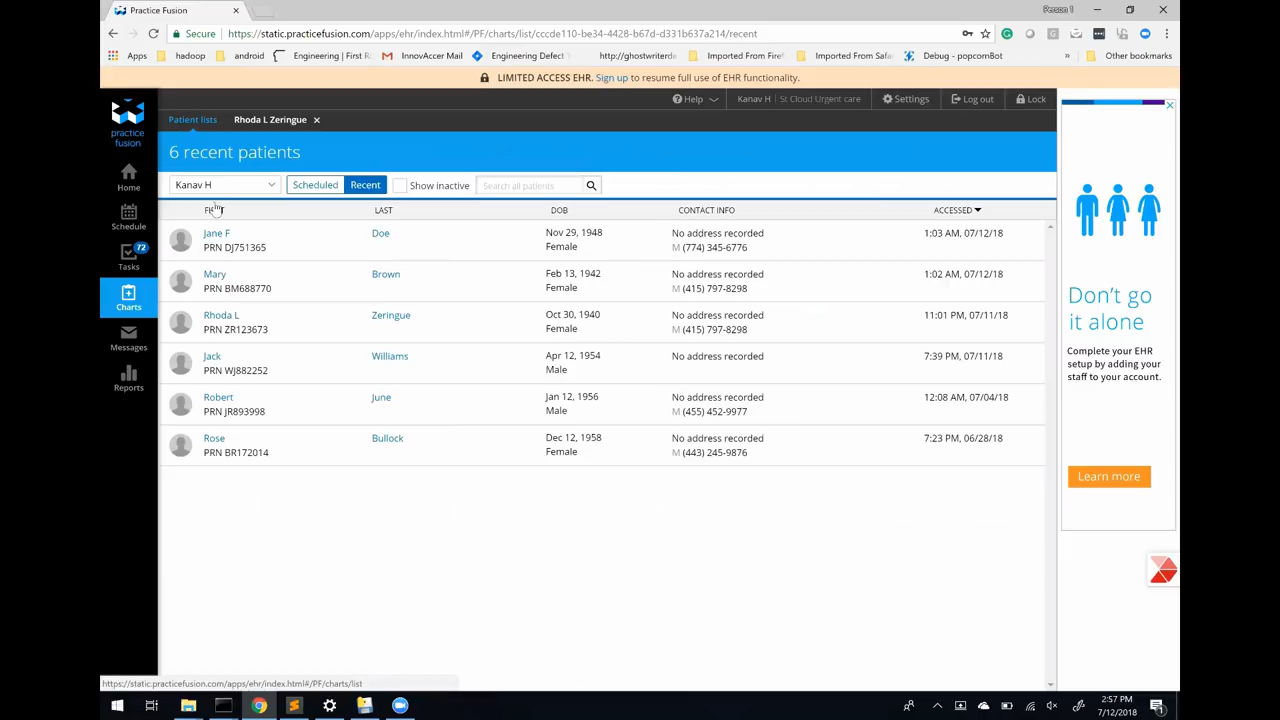 Practice Fusion
Person 1
Secure https://static.practicefusion.com/apps/ehr/index.html#/PF/charts/list/cccde110-be34-4428-b67d-d331b637a214/recent
Apps hadoop android Engineering | First R InnovAccer Mail Engineering Defect http://ghostwriterde Imported From Firef Imported From Safari Debug - popcomBot » Other bookmarks
LIMITED ACCESS EHR. Sign up to resume full use of EHR functionality.
Help Kanav H St Cloud Urgent care Settings Log out Lock
practice
fusion
Patient lists Rhoda L Zeringue
6 recent patients
Home
Kanav H Scheduled Recent Show inactive Search all patients
Schedule
LAST DOB CONTACT INFO ACCESSED
72
Tasks
Charts
Messages
Reports
Jane F Doe Nov 29, 1948 No address recorded 1:03 AM, 07/12/18
PRN DJ751365 Female M (774) 345-6776
Mary Brown Feb 13, 1942 No address recorded 1:02 AM, 07/12/18
PRN BM688770 Female M (415) 797-8298
Rhoda L Zeringue Oct 30, 1940 No address recorded 11:01 PM, 07/11/18
PRN ZR123673 Female M (415) 797-8298
Jack Williams Apr 12, 1954 No address recorded 7:39 PM, 07/11/18
PRN WJ882252 Male
Robert June Jan 12, 1956 No address recorded 12:08 AM, 07/04/18
PRN JR893998 Male M (455) 452-9977
Rose Bullock Dec 12, 1958 No address recorded 7:23 PM, 06/28/18
PRN BR172014 Female M (443) 245-9876
Don't go
it alone
Complete your EHR
setup by adding your
staff to your account.
Learn more
https://static.practicefusion.com/apps/ehr/index.html#/PF/charts/list
2:57 PM
7/12/2018
1